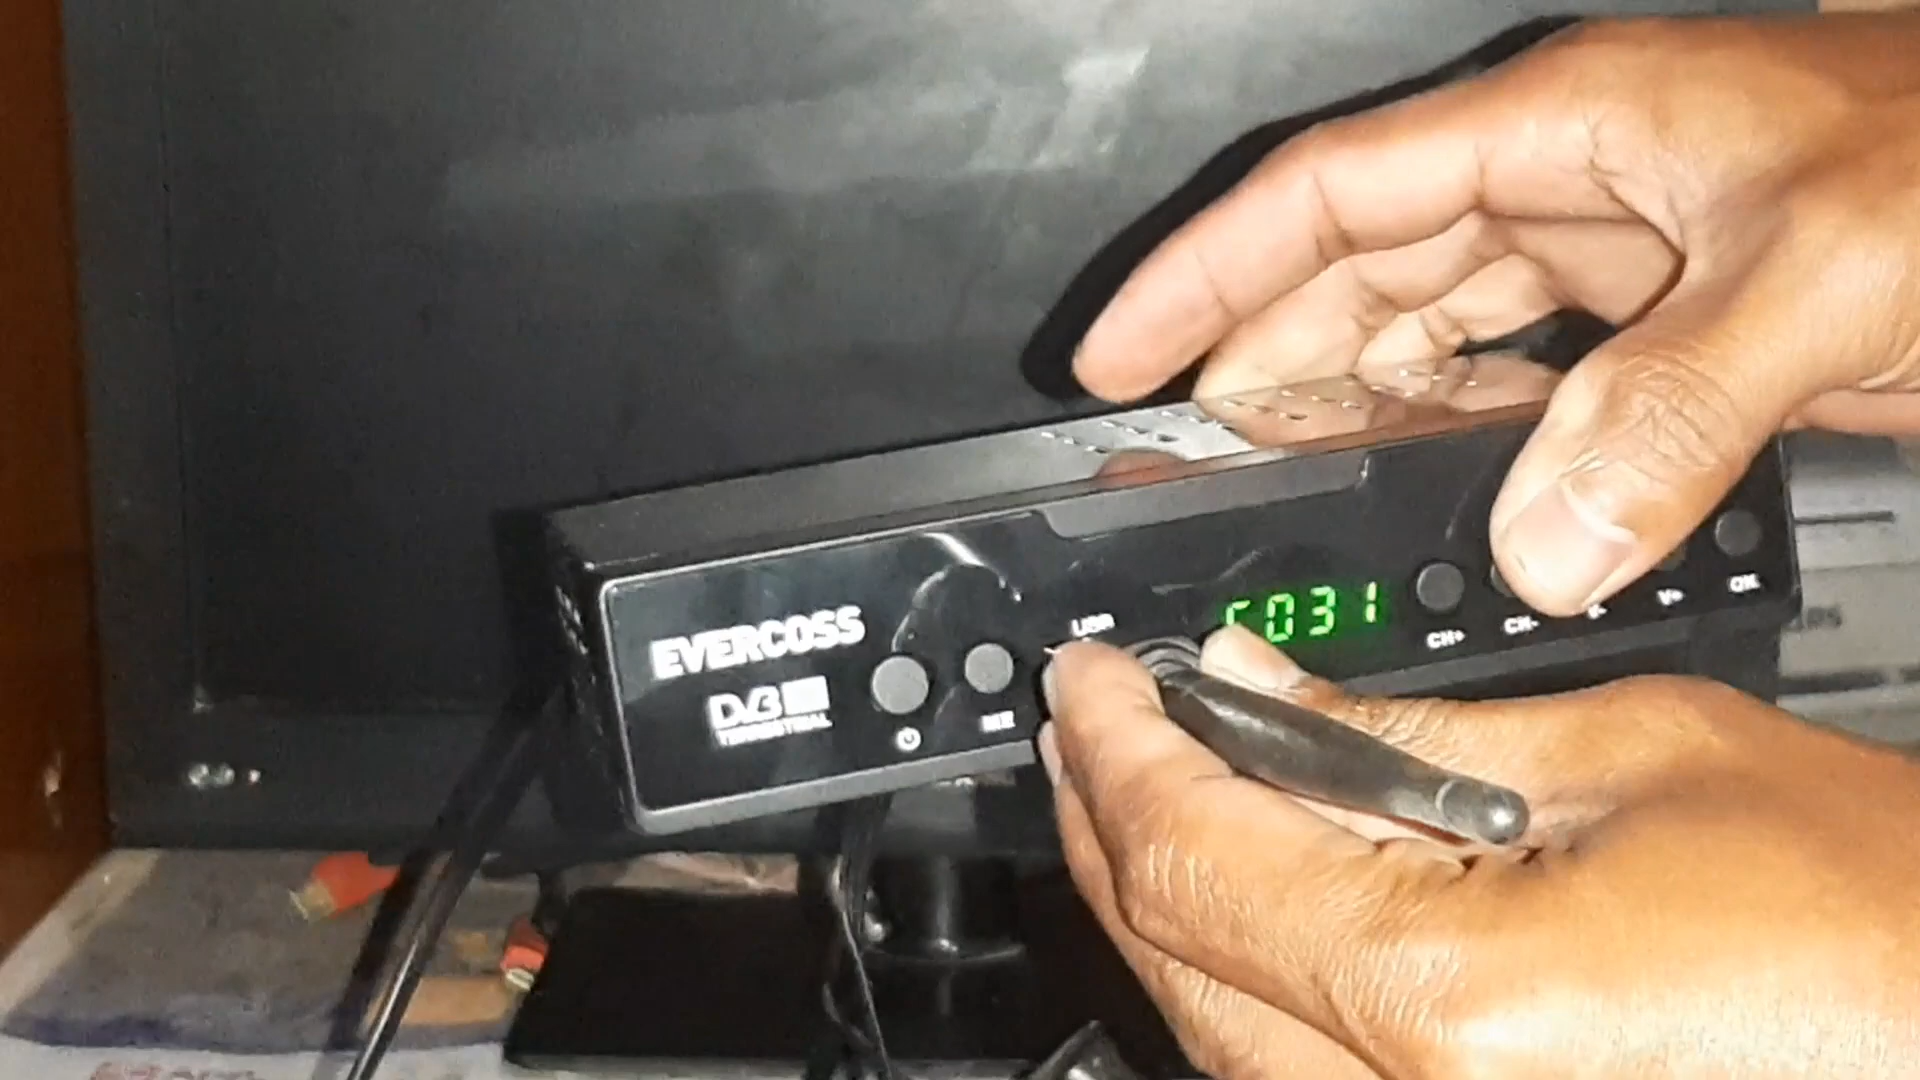 EVERCOSS
DVB
TERRESTRIAL
USB
C031
CH+
CH-
V-
V+
OK